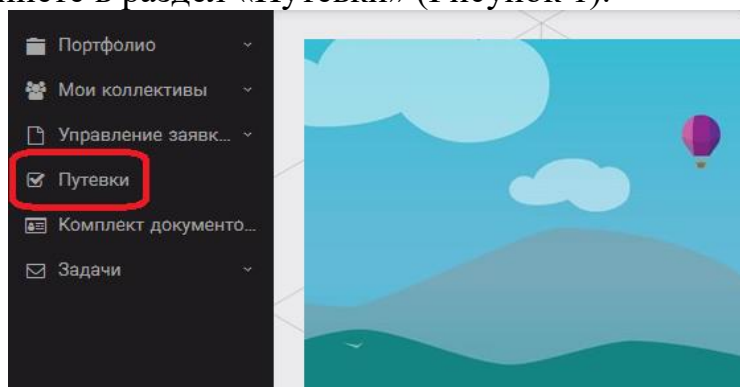 в раздел «Путевки» (Рисунок 1).
Портфолио
Мои коллективы
Управление заявк...
Путевки
Комплект документо...
Задачи